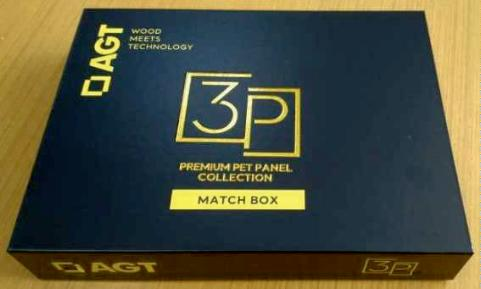 AGT
WOOD
MEETS
TECHNOLOGY
3P
PREMIUM PET PANEL
COLLECTION
MATCH BOX
AGT
3P